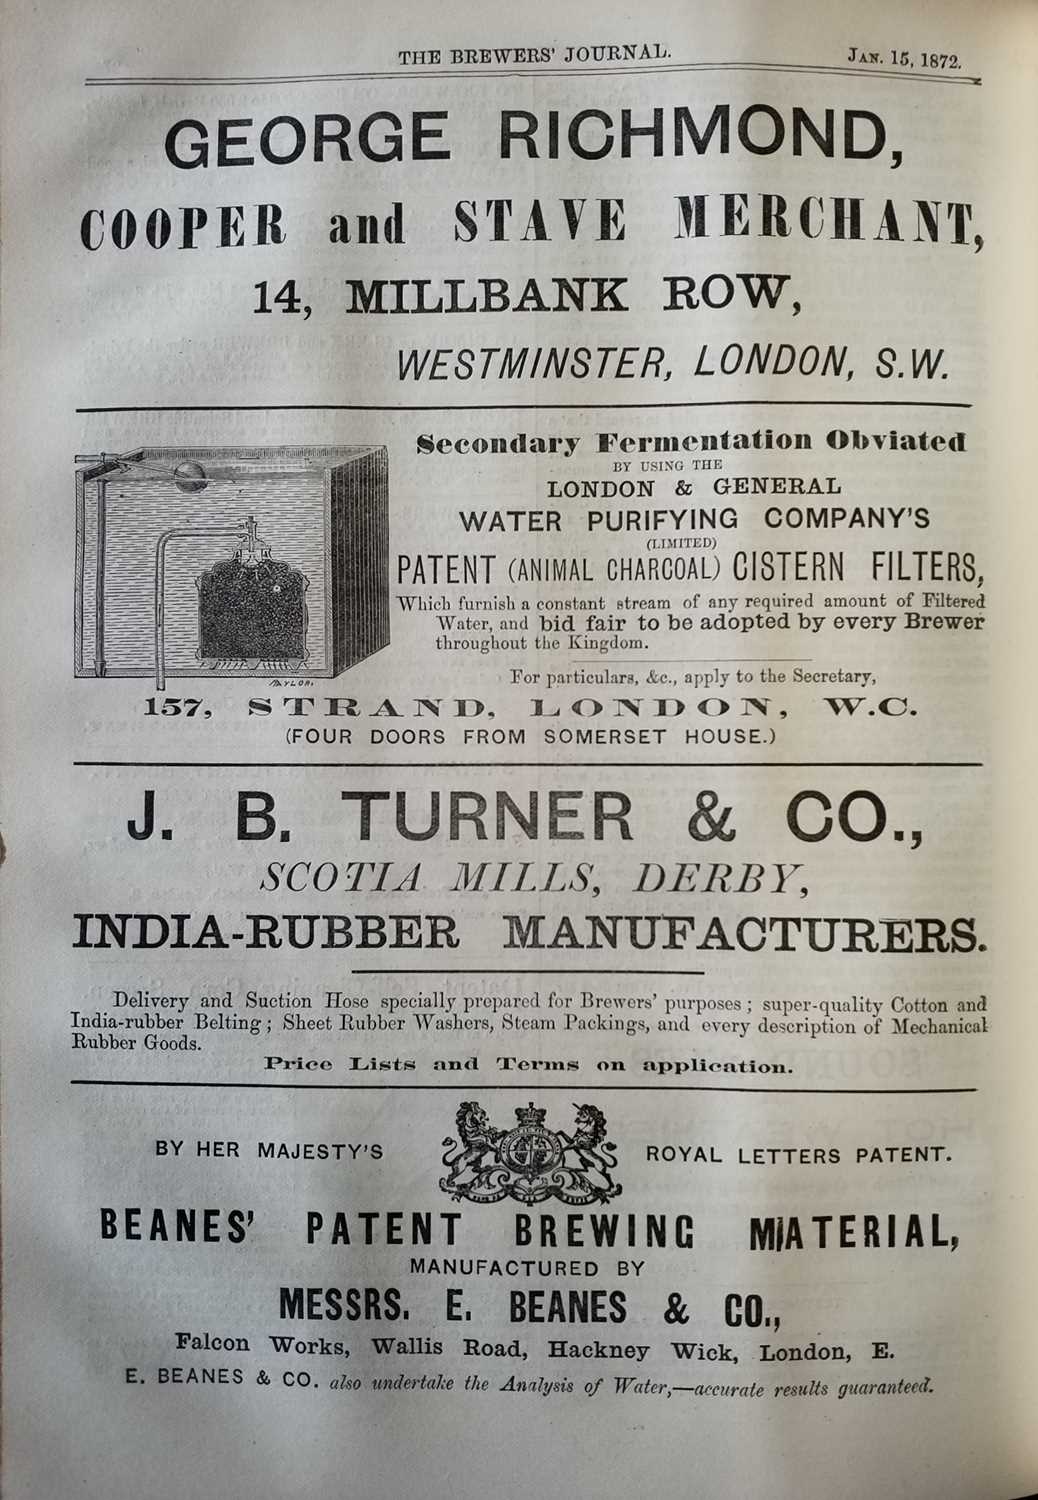 THE BREWERS' JOURNAL.
JAN. 15, 1872.
GEORGE RICHMOND,
COOPER and STAVE MERCHANT,
14, MILLBANK ROW,
WESTMINSTER, LONDON, S.W.
Secondary Fermentation Obviated
BY USING THE
LONDON & GENERAL
WATER PURIFYING COMPANY'S
(LIMITED)
PATENT (ANIMAL CHARCOAL) CISTERN FILTERS,
Which furnish a constant stream of any required amount of Filtered
Water, and bid fair to be adopted by every Brewer
throughout the Kingdom.
TAYLOR.
For particulars, &c., apply to the Secretary,
157, STRAND, LONDON, W.C.
(FOUR DOORS FROM SOMERSET HOUSE.)
J. B. TURNER & CO.,
SCOTIA MILLS, DERBY,
INDIA-RUBBER MANUFACTURERS.
Delivery and Suction Hose specially prepared for Brewers' purposes; super-quality Cotton and
India-rubber Belting; Sheet Rubber Washers, Steam Packings, and every description of Mechanical
Rubber Goods.
Price Lists and Terms on application.
BY HER MAJESTY'S
ROYAL LETTERS PATENT.
BEANES' PATENT BREWING MATERIAL,
MANUFACTURED BY
MESSRS. E. BEANES & CO.,
Falcon Works, Wallis Road, Hackney Wick, London, E.
E. BEANES & CO. also undertake the Analysis of Water,—accurate results guaranteed.